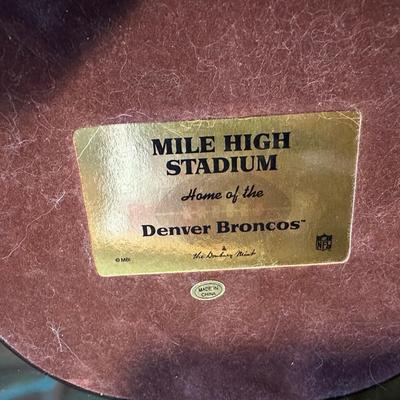 MILE HIGH
STADIUM
Home of the
Denver Broncos™
&
© MBI
the Danbury Mint
NFL
MADE IN
CHINA